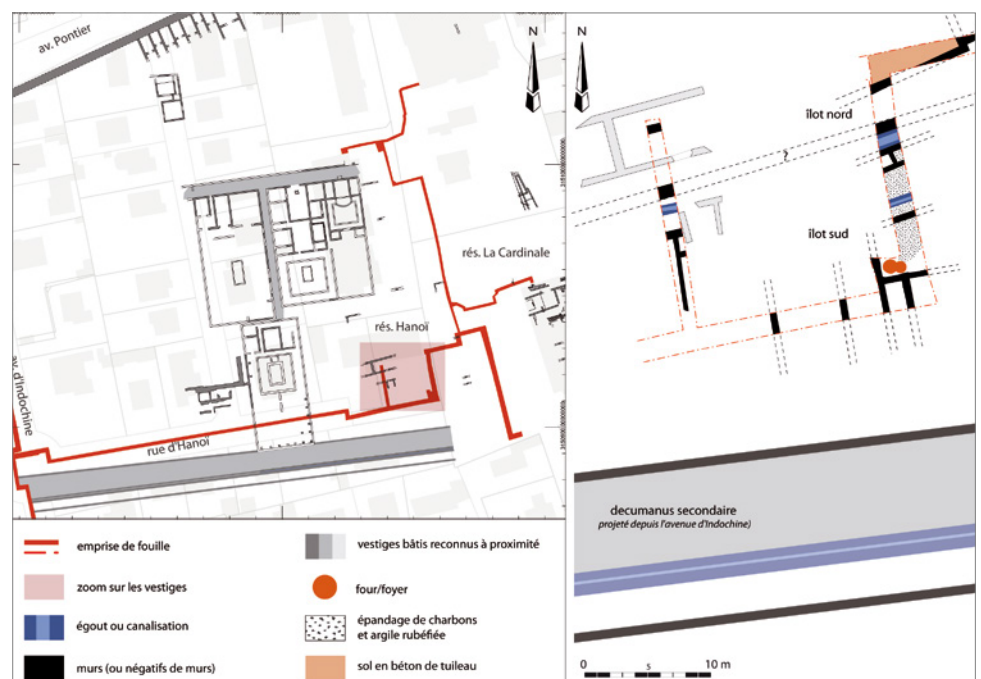 av. Pontier
N
rés. La Cardinale
rés. Hanoï
av. d'Indochine
rue d'Hanoï
emprise de fouille
zoom sur les vestiges
égout ou canalisation
murs (ou négatifs de murs)
vestiges bâtis reconnus à proximité
four/foyer
épandage de charbons
et argile rubéfiée
sol en béton de tuileau
N
îlot nord
?
îlot sud
decumanus secondaire
projeté depuis l'avenue d'Indochine)
0 5 10 m